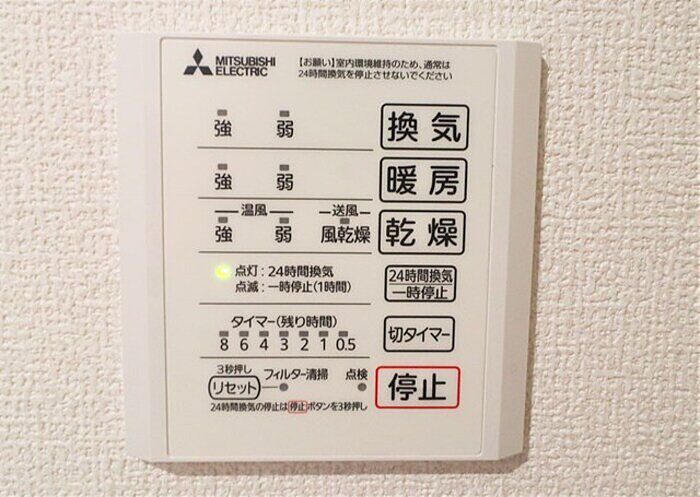 MITSUBISHI
ELECTRIC
【お願い】室内環境維持のため、通常は
24時間換気を停止させないでください
強 弱 換気
強 弱 暖房
温風 送風
強 弱 風乾燥 乾燥
点灯:24時間換気
点滅:一時停止(1時間)
24時間換気
一時停止
タイマー(残り時間)
8 6 4 3 2 1 0.5
切タイマー
3秒押し
リセット フィルター清掃 点検
停止
24時間換気の停止は停止ボタンを3秒押し